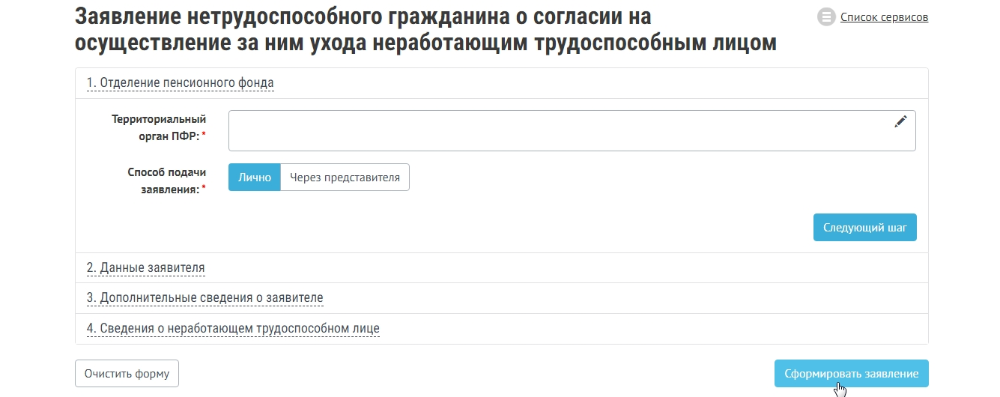 Заявление нетрудоспособного гражданина о согласии на
осуществление за ним ухода неработающим трудоспособным лицом
Список сервисов
1. Отделение пенсионного фонда
Территориальный
орган ПФР: *
Способ подачи
заявления: *
Лично
Через представителя
Следующий шаг
2. Данные заявителя
3. Дополнительные сведения о заявителе
4. Сведения о неработающем трудоспособном лице
Очистить форму
Сформировать заявление